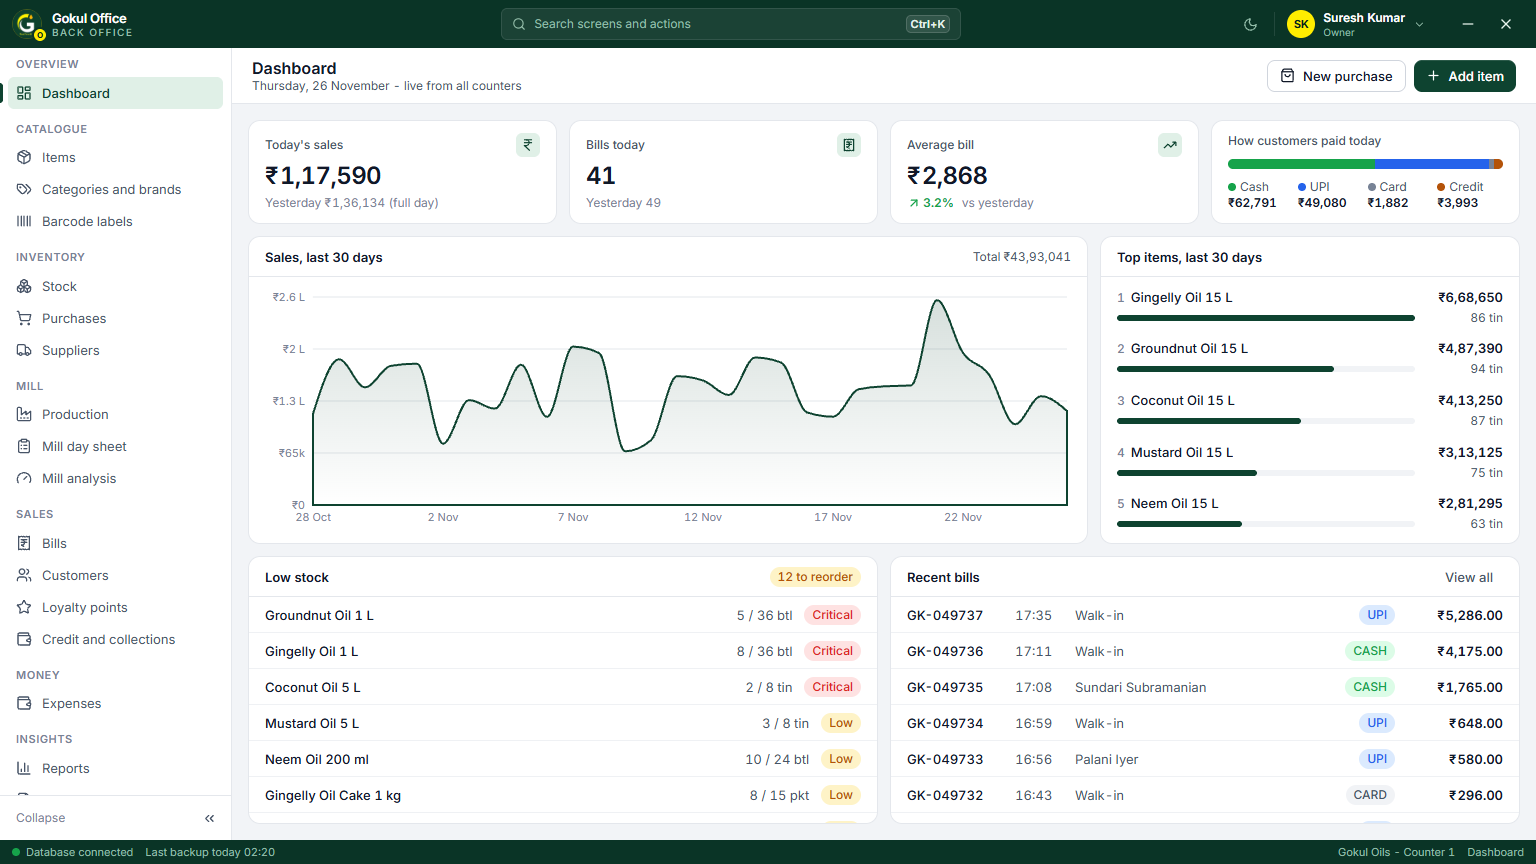 Gokul Office
BACK OFFICE
Search screens and actions
Ctrl+K
SK
Suresh Kumar
Owner
OVERVIEW
Dashboard
CATALOGUE
Items
Categories and brands
Barcode labels
INVENTORY
Stock
Purchases
Suppliers
MILL
Production
Mill day sheet
Mill analysis
SALES
Bills
Customers
Loyalty points
Credit and collections
MONEY
Expenses
INSIGHTS
Reports
Collapse
Dashboard
Thursday, 26 November - live from all counters
New purchase
Add item
Today's sales
₹1,17,590
Yesterday ₹1,36,134 (full day)
Bills today
41
Yesterday 49
Average bill
₹2,868
3.2% vs yesterday
How customers paid today
Cash UPI Card Credit
₹62,791 ₹49,080 ₹1,882 ₹3,993
Sales, last 30 days
Total ₹43,93,041
₹2.6 L
₹2 L
₹1.3 L
₹65k
₹0
28 Oct 2 Nov 7 Nov 12 Nov 17 Nov 22 Nov
Top items, last 30 days
1 Gingelly Oil 15 L ₹6,68,650
86 tin
2 Groundnut Oil 15 L ₹4,87,390
94 tin
3 Coconut Oil 15 L ₹4,13,250
87 tin
4 Mustard Oil 15 L ₹3,13,125
75 tin
5 Neem Oil 15 L ₹2,81,295
63 tin
Low stock
12 to reorder
Groundnut Oil 1 L 5 / 36 btl Critical
Gingelly Oil 1 L 8 / 36 btl Critical
Coconut Oil 5 L 2 / 8 tin Critical
Mustard Oil 5 L 3 / 8 tin Low
Neem Oil 200 ml 10 / 24 btl Low
Gingelly Oil Cake 1 kg 8 / 15 pkt Low
Recent bills
View all
GK-049737 17:35 Walk-in UPI ₹5,286.00
GK-049736 17:11 Walk-in CASH ₹4,175.00
GK-049735 17:08 Sundari Subramanian CASH ₹1,765.00
GK-049734 16:59 Walk-in UPI ₹648.00
GK-049733 16:56 Palani Iyer UPI ₹580.00
GK-049732 16:43 Walk-in CARD ₹296.00
Database connected Last backup today 02:20
Gokul Oils - Counter 1 Dashboard